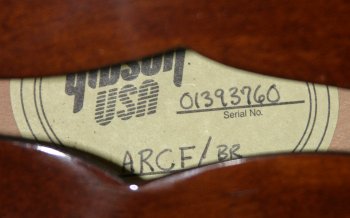 Gibson
USA 01393760
Serial No.
ARCF/BR